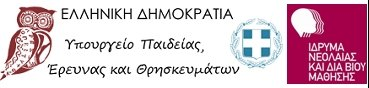 ΕΛΛΗΝΙΚΗ ΔΗΜΟΚΡΑΤΙΑ
Υπουργείο Παιδείας,
Έρευνας και Θρησκευμάτων
ΙΔΡΥΜΑ
ΝΕΟΛΑΙΑΣ
ΚΑΙ ΔΙΑ ΒΙΟΥ
ΜΑΘΗΣΗΣ